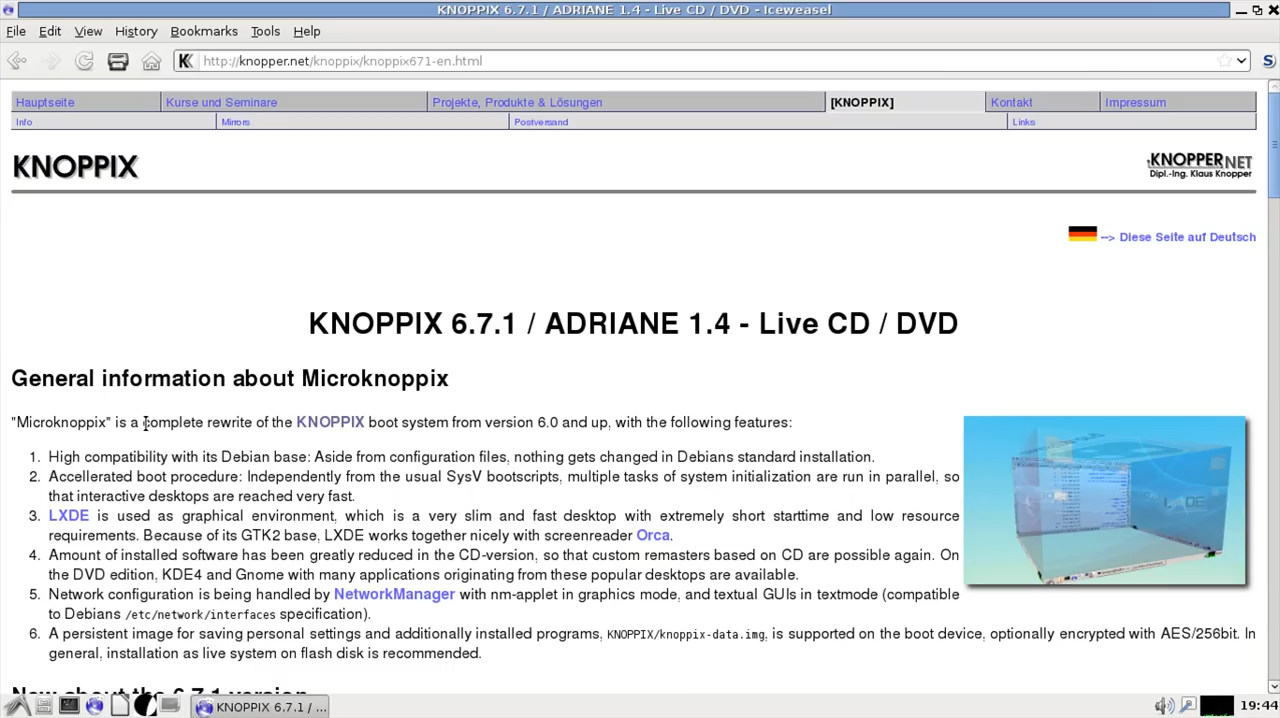 KNOPPIX 6.7.1 / ADRIANE 1.4 - Live CD / DVD - Iceweasel
File Edit View History Bookmarks Tools Help
http://knopper.net/knoppix/knoppix671-en.html
Hauptseite Kurse und Seminare Projekte, Produkte & Lösungen [KNOPPIX] Kontakt Impressum
Info Mirrors Postversand Links
KNOPPIX
KNOPPER.NET
Dipl.-Ing. Klaus Knopper
--> Diese Seite auf Deutsch
KNOPPIX 6.7.1 / ADRIANE 1.4 - Live CD / DVD
General information about Microknoppix
"Microknoppix" is a complete rewrite of the KNOPPIX boot system from version 6.0 and up, with the following features:
1. High compatibility with its Debian base: Aside from configuration files, nothing gets changed in Debians standard installation.
2. Accellerated boot procedure: Independently from the usual SysV bootscripts, multiple tasks of system initialization are run in parallel, so
that interactive desktops are reached very fast.
3. LXDE is used as graphical environment, which is a very slim and fast desktop with extremely short starttime and low resource
requirements. Because of its GTK2 base, LXDE works together nicely with screenreader Orca.
4. Amount of installed software has been greatly reduced in the CD-version, so that custom remasters based on CD are possible again. On
the DVD edition, KDE4 and Gnome with many applications originating from these popular desktops are available.
5. Network configuration is being handled by NetworkManager with nm-applet in graphics mode, and textual GUIs in textmode (compatible
to Debians /etc/network/interfaces specification).
6. A persistent image for saving personal settings and additionally installed programs, KNOPPIX/knoppix-data.img, is supported on the boot device, optionally encrypted with AES/256bit. In
general, installation as live system on flash disk is recommended.
New about the 6.7.1 version
KNOPPIX 6.7.1 / ...
19:44